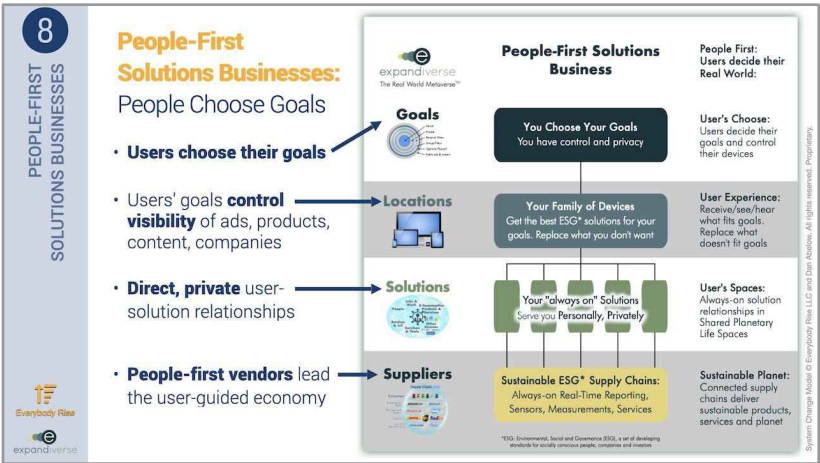 8
PEOPLE-FIRST
SOLUTIONS BUSINESSES
Everybody Rise
expandiverse
People-First
Solutions Businesses:
People Choose Goals
• Users choose their goals
• Users' goals control
visibility of ads, products,
content, companies
• Direct, private user-
solution relationships
• People-first vendors lead
the user-guided economy
expandiverse
The Real World Metaverse™
People-First Solutions
Business
People First:
Users decide their
Real World:
Goals
You Choose Your Goals
You have control and privacy
User's Choose:
Users decide their
goals and control
their devices
Locations
Your Family of Devices
Get the best ESG* solutions for your
goals. Replace what you don't want
User Experience:
Receive/see/hear
what fits goals.
Replace what
doesn't fit goals
Solutions
Your "always on" Solutions
Serve you Personally, Privately
User's Spaces:
Always-on solution
relationships in
Shared Planetary
Life Spaces
Suppliers
Sustainable ESG* Supply Chains:
Always-on Real-Time Reporting,
Sensors, Measurements, Services
Sustainable Planet:
Connected supply
chains deliver
sustainable products,
services and planet
*ESG: Environmental, Social and Governance (ESG), a set of developing
standards for socially conscious people, companies and investors
System Change Model © Everybody Rise LLC and Dan Abelow. All rights reserved. Proprietary.